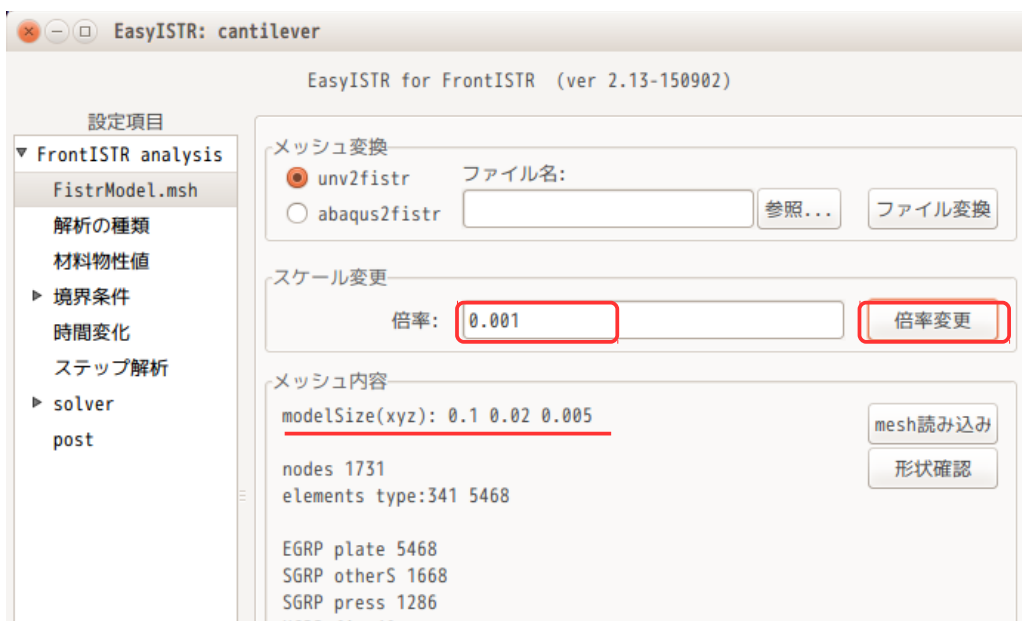 EasyISTR: cantilever
EasyISTR for FrontISTR (ver 2.13-150902)
設定項目
FrontISTR analysis
FistrModel.msh
解析の種類
材料物性値
境界条件
時間変化
ステップ解析
solver
post
メッシュ変換
unv2fistr
abaqus2fistr
ファイル名:
参照...
ファイル変換
スケール変更
倍率:
0.001
倍率変更
メッシュ内容
modelSize(xyz): 0.1 0.02 0.005
nodes 1731
elements type:341 5468
EGRP plate 5468
SGRP otherS 1668
SGRP press 1286
mesh読み込み
形状確認